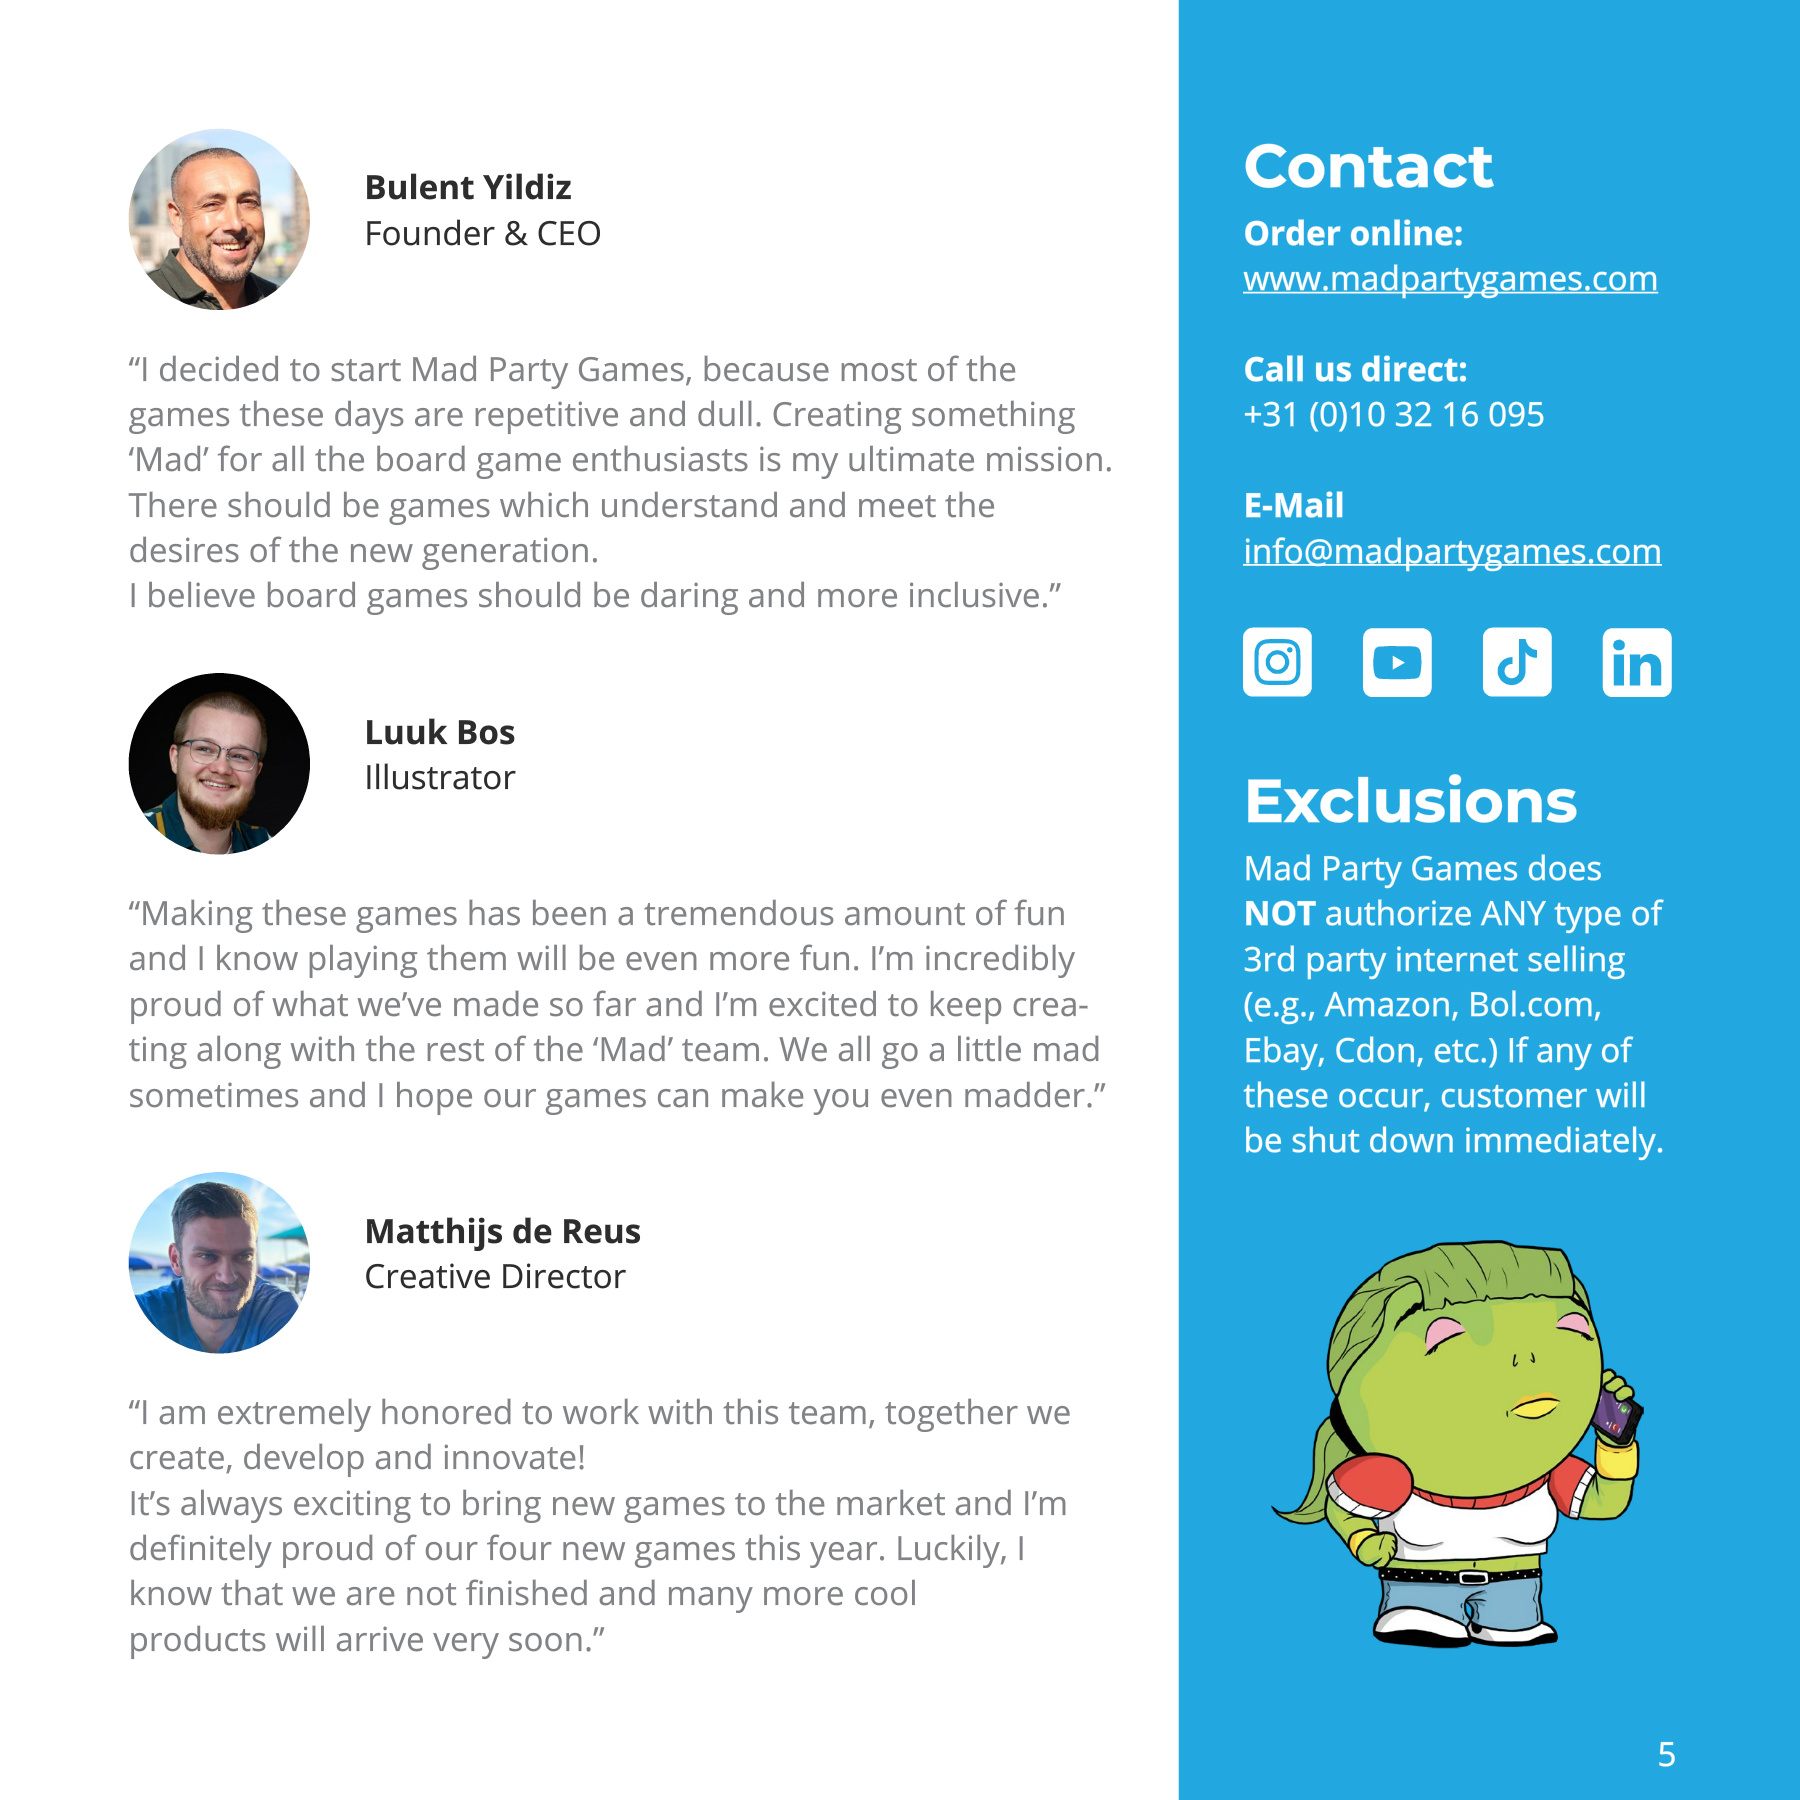 Bulent Yildiz
Founder & CEO
“I decided to start Mad Party Games, because most of the
games these days are repetitive and dull. Creating something
‘Mad’ for all the board game enthusiasts is my ultimate mission.
There should be games which understand and meet the
desires of the new generation.
I believe board games should be daring and more inclusive.”
Luuk Bos
Illustrator
“Making these games has been a tremendous amount of fun
and I know playing them will be even more fun. I’m incredibly
proud of what we’ve made so far and I’m excited to keep crea-
ting along with the rest of the ‘Mad’ team. We all go a little mad
sometimes and I hope our games can make you even madder.”
Matthijs de Reus
Creative Director
“I am extremely honored to work with this team, together we
create, develop and innovate!
It’s always exciting to bring new games to the market and I’m
definitely proud of our four new games this year. Luckily, I
know that we are not finished and many more cool
products will arrive very soon.”
Contact
Order online:
www.madpartygames.com
Call us direct:
+31 (0)10 32 16 095
E-Mail
info@madpartygames.com
in
Exclusions
Mad Party Games does
NOT authorize ANY type of
3rd party internet selling
(e.g., Amazon, Bol.com,
Ebay, Cdon, etc.) If any of
these occur, customer will
be shut down immediately.
5